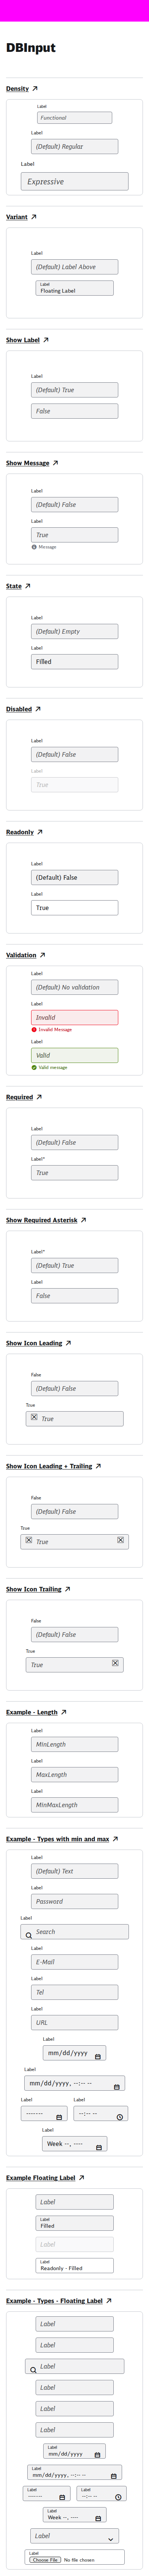 DBInput
Density
Label
Functional
Label
(Default) Regular
Label
Expressive
Variant
Label
(Default) Label Above
Label
Floating Label
Show Label
Label
(Default) True
False
Show Message
Label
(Default) False
Label
True
Message
State
Label
(Default) Empty
Label
Filled
Disabled
Label
(Default) False
Label
True
Readonly
Label
(Default) False
Label
True
Validation
Label
(Default) No validation
Label
Invalid
Invalid Message
Label
Valid
Valid message
Required
Label
(Default) False
Label*
True
Show Required Asterisk
Label*
(Default) True
Label
False
Show Icon Leading
False
(Default) False
True
True
Show Icon Leading + Trailing
False
(Default) False
True
True
Show Icon Trailing
False
(Default) False
True
True
Example - Length
Label
MinLength
Label
MaxLength
Label
MinMaxLength
Example - Types with min and max
Label
(Default) Text
Label
Password
Label
Search
Label
E-Mail
Label
Tel
Label
URL
Label
mm/dd/yyyy
Label
mm/dd/yyyy, --:-- --
Label Label
------- --:-- --
Label
Week --, ----
Example Floating Label
Label
Label
Filled
Label
Label
Readonly - Filled
Example - Types - Floating Label
Label
Label
Label
Label
Label
Label
Label
mm/dd/yyyy
Label
mm/dd/yyyy, --:-- --
Label Label
------- --:-- --
Label
Week --, ----
Label
Label
Choose File No file chosen